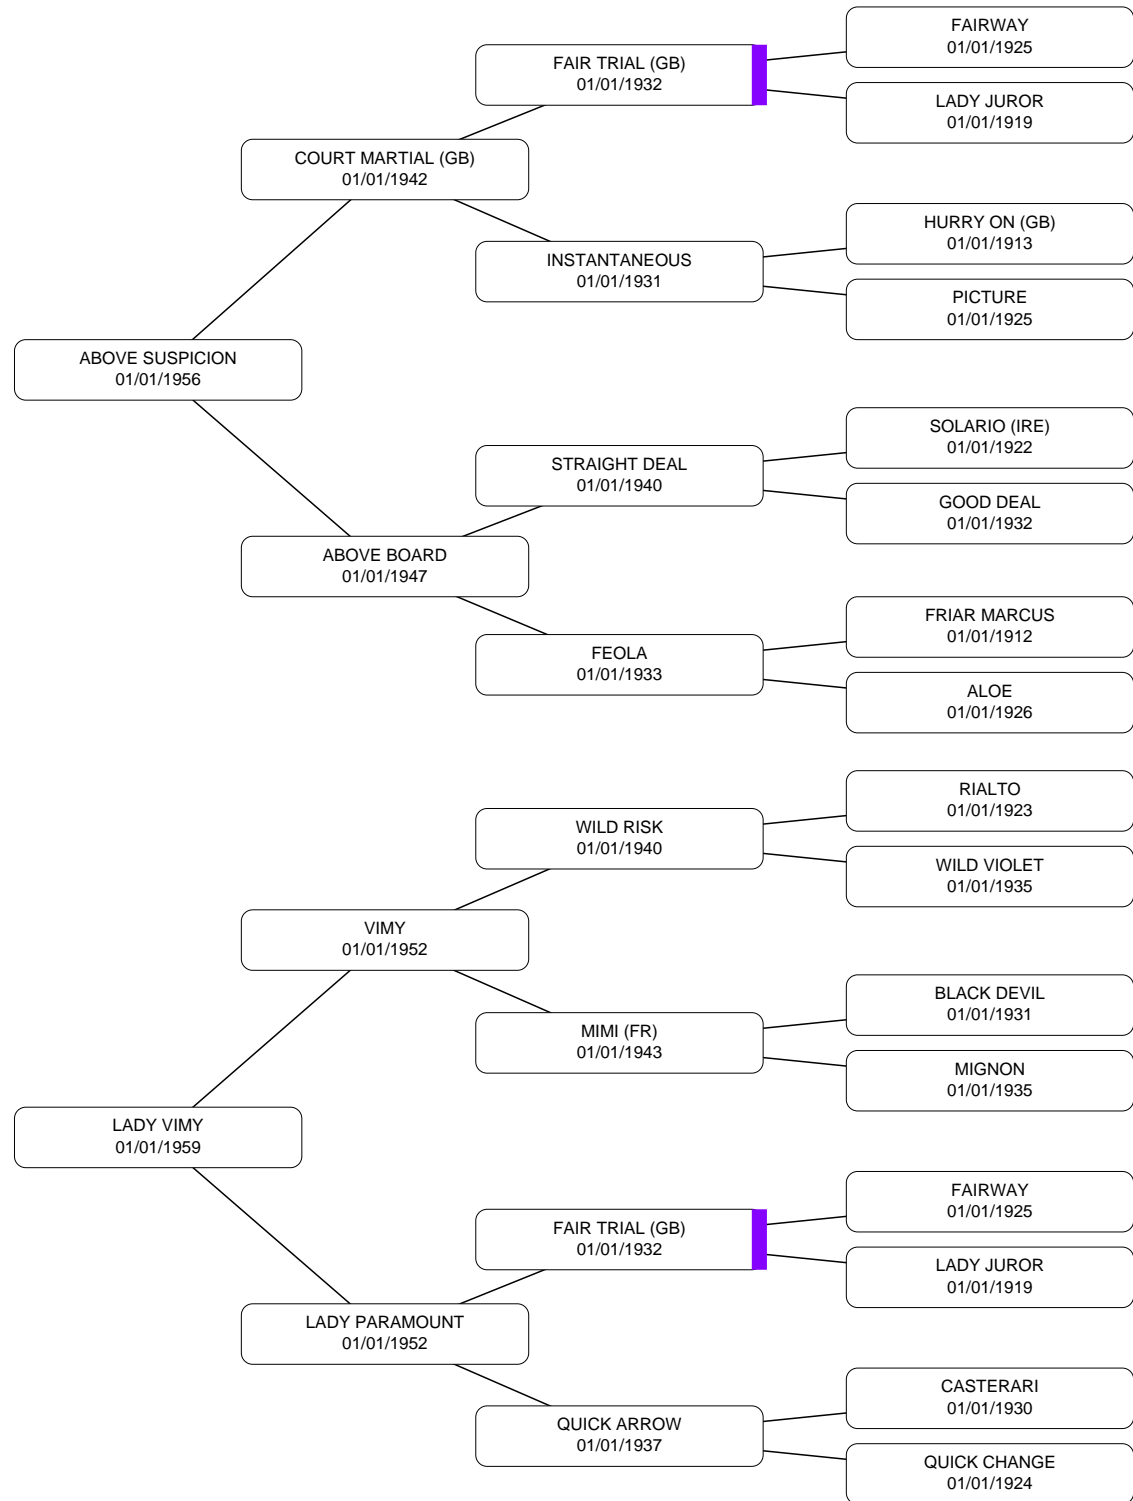 FAIRWAY
01/01/1925
FAIR TRIAL (GB)
01/01/1932
LADY JUROR
01/01/1919
COURT MARTIAL (GB)
01/01/1942
HURRY ON (GB)
01/01/1913
INSTANTANEOUS
01/01/1931
PICTURE
01/01/1925
ABOVE SUSPICION
01/01/1956
SOLARIO (IRE)
01/01/1922
STRAIGHT DEAL
01/01/1940
GOOD DEAL
01/01/1932
ABOVE BOARD
01/01/1947
FRIAR MARCUS
01/01/1912
FEOLA
01/01/1933
ALOE
01/01/1926
RIALTO
01/01/1923
WILD RISK
01/01/1940
WILD VIOLET
01/01/1935
VIMY
01/01/1952
BLACK DEVIL
01/01/1931
MIMI (FR)
01/01/1943
MIGNON
01/01/1935
LADY VIMY
01/01/1959
FAIRWAY
01/01/1925
FAIR TRIAL (GB)
01/01/1932
LADY JUROR
01/01/1919
LADY PARAMOUNT
01/01/1952
CASTERARI
01/01/1930
QUICK ARROW
01/01/1937
QUICK CHANGE
01/01/1924